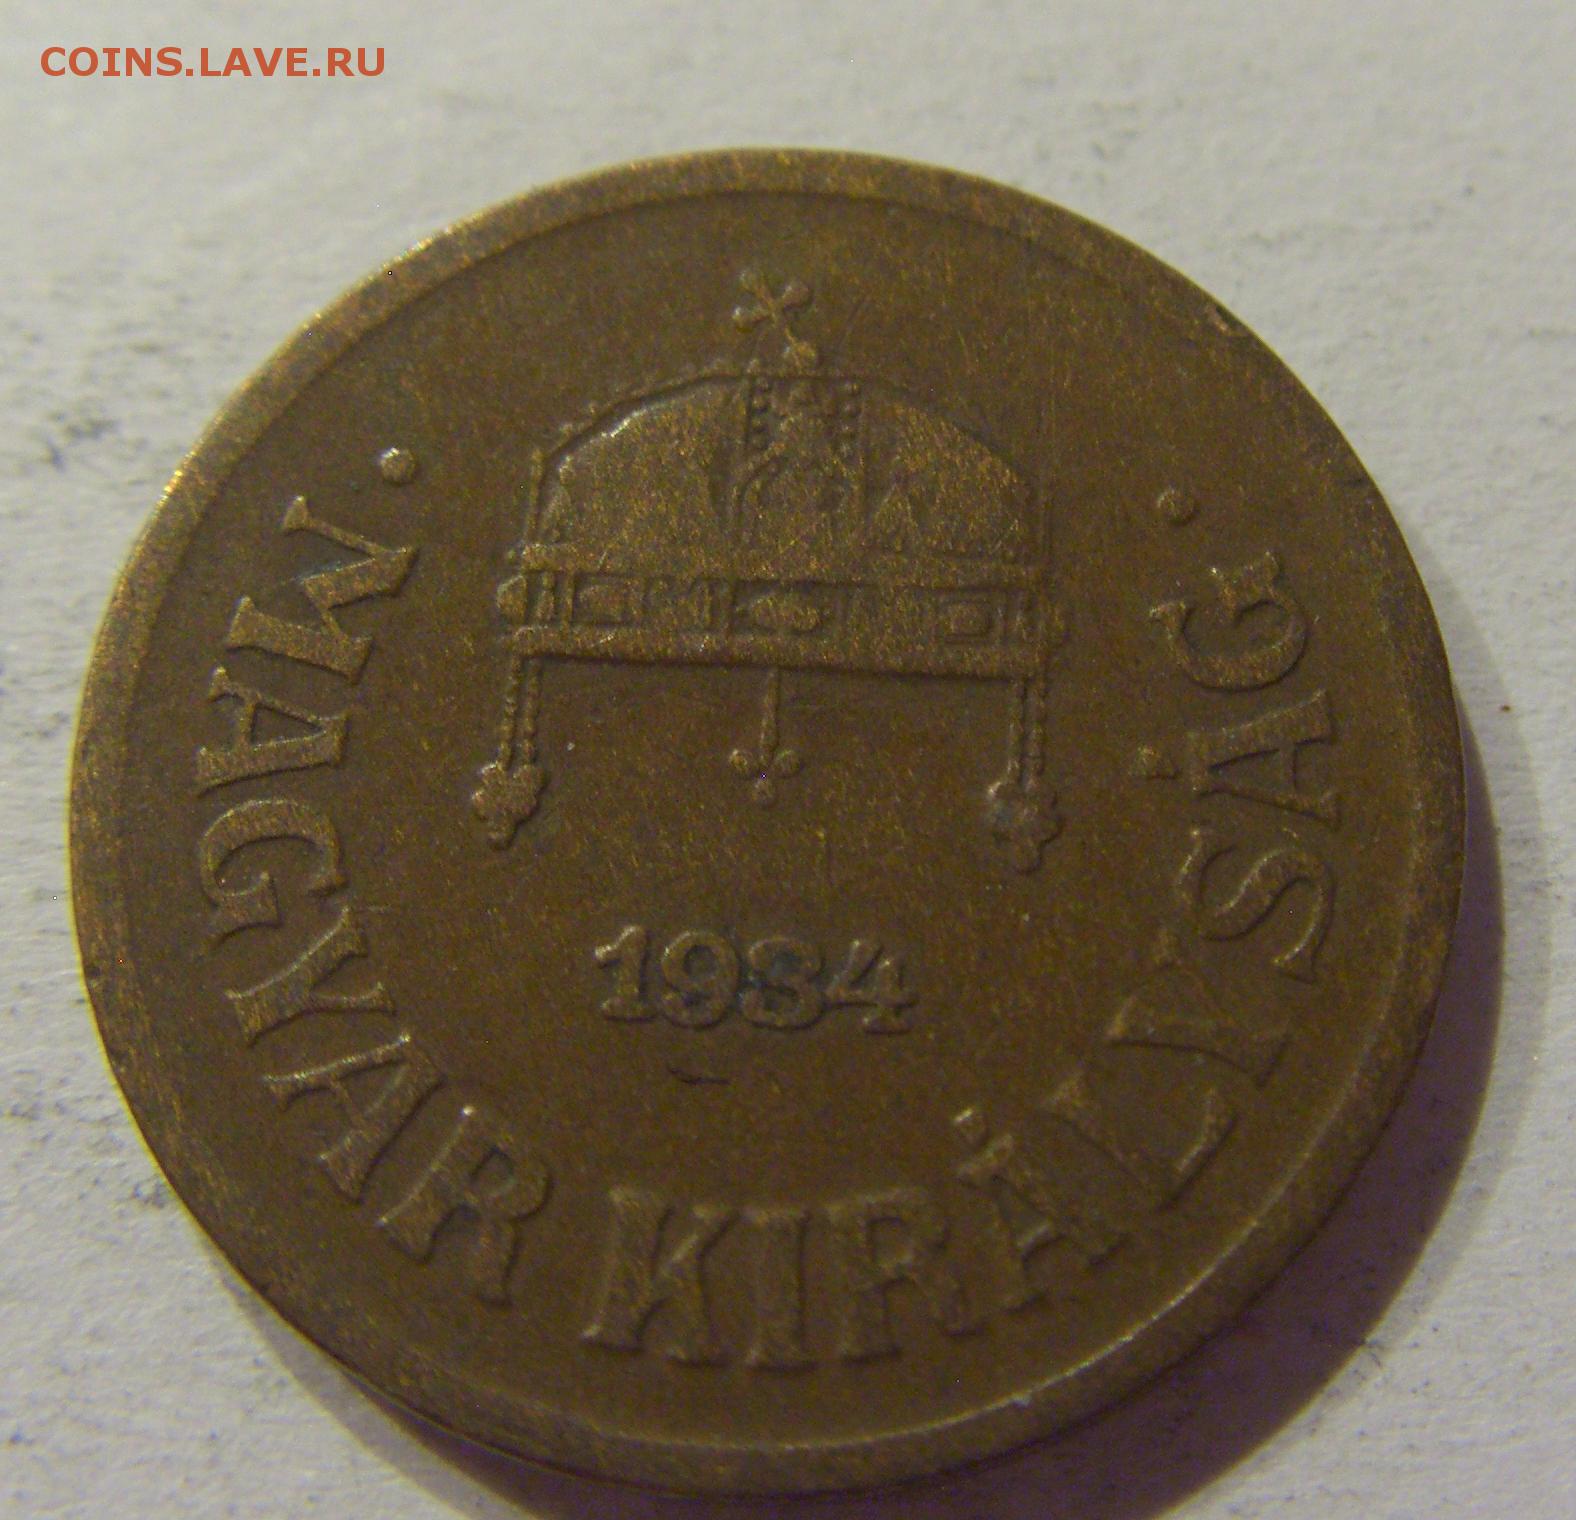 COINS.LAVE.RU
1934
· MAGYAR KIRÁLYSÁG ·